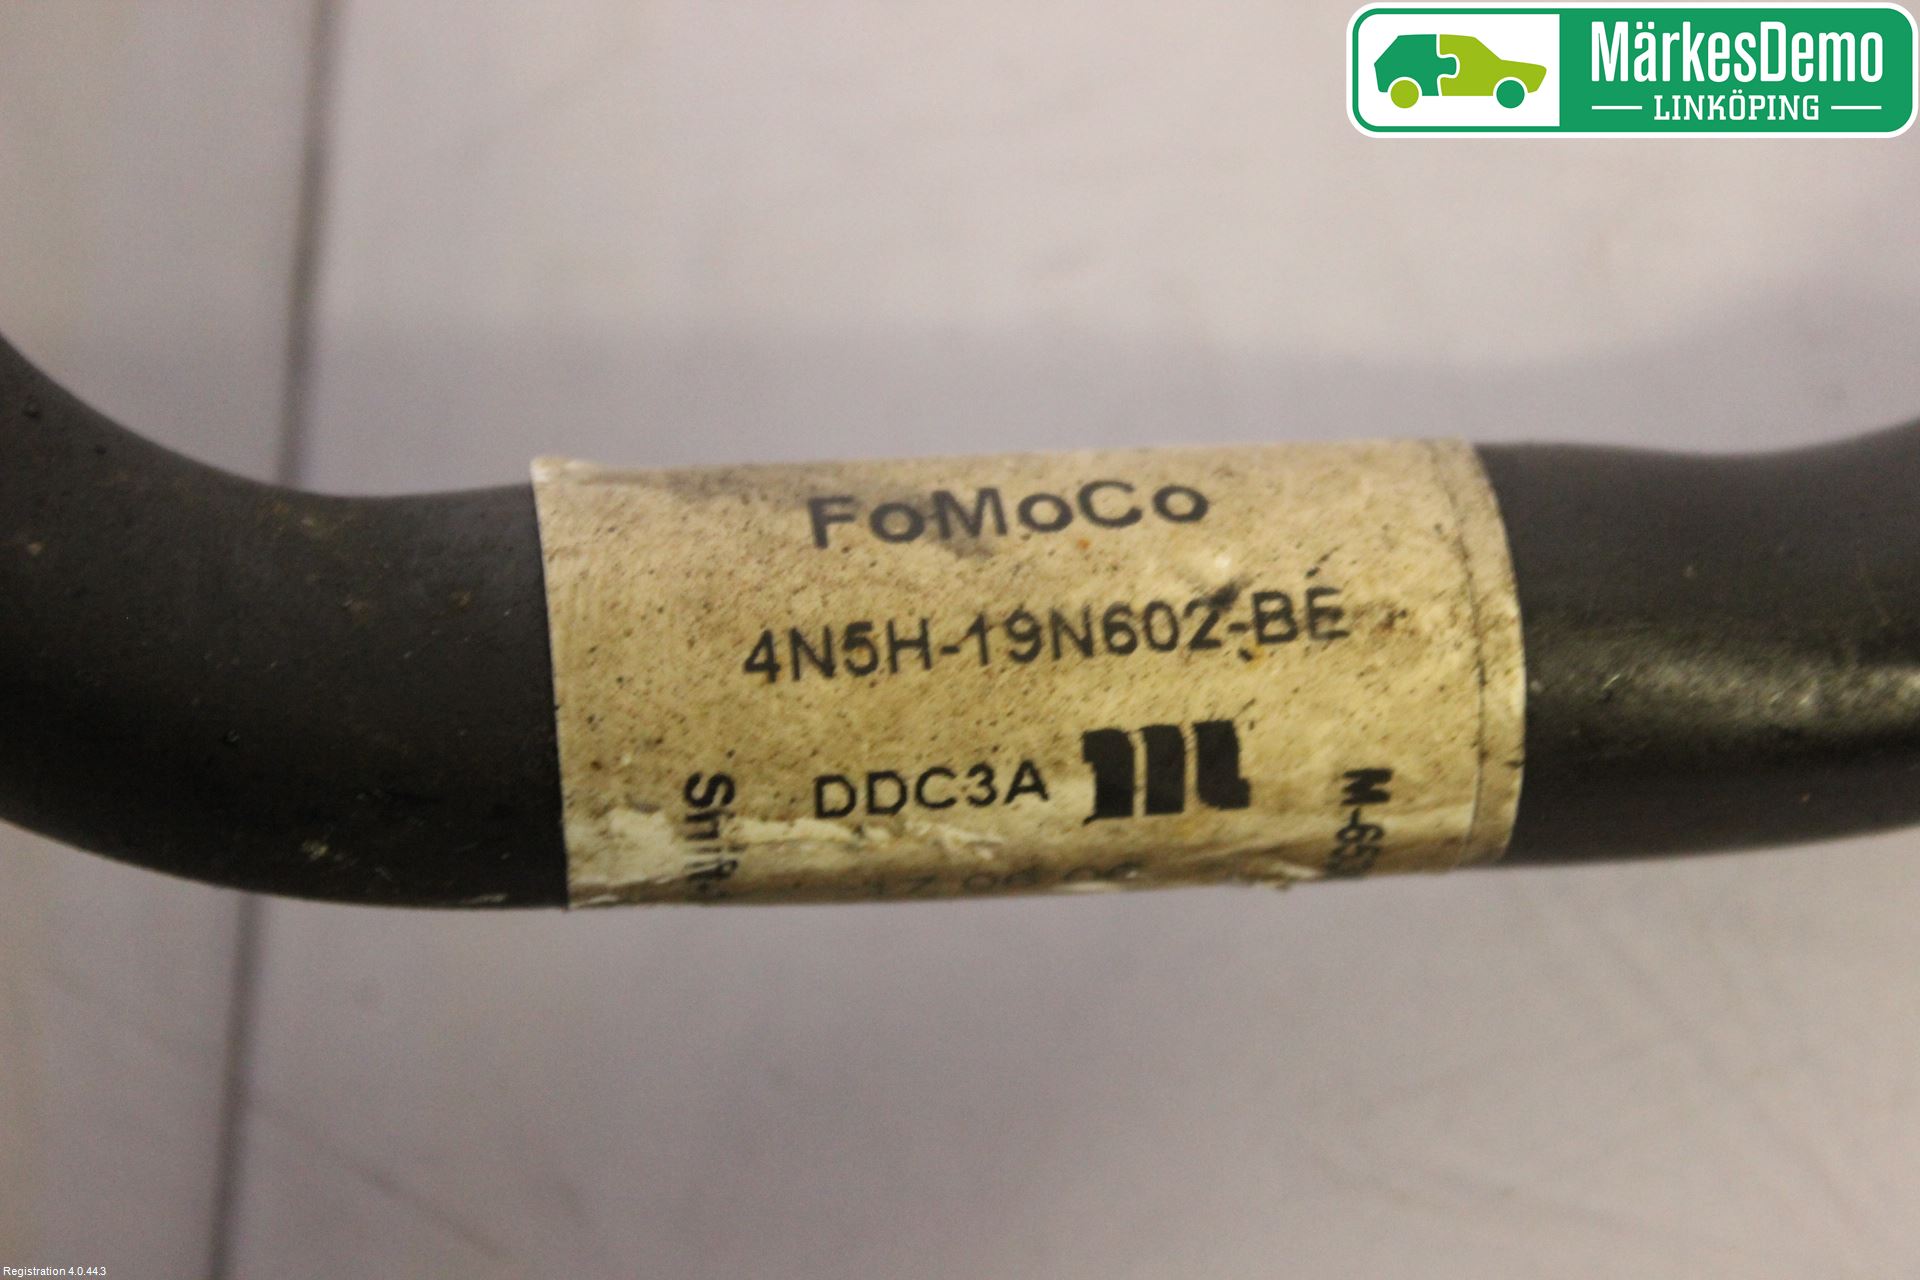 MärkesDemo
LINKÖPING
FoMoCo
4N5H-19N602-BE
DDC3A
Registration 4.0.44.3